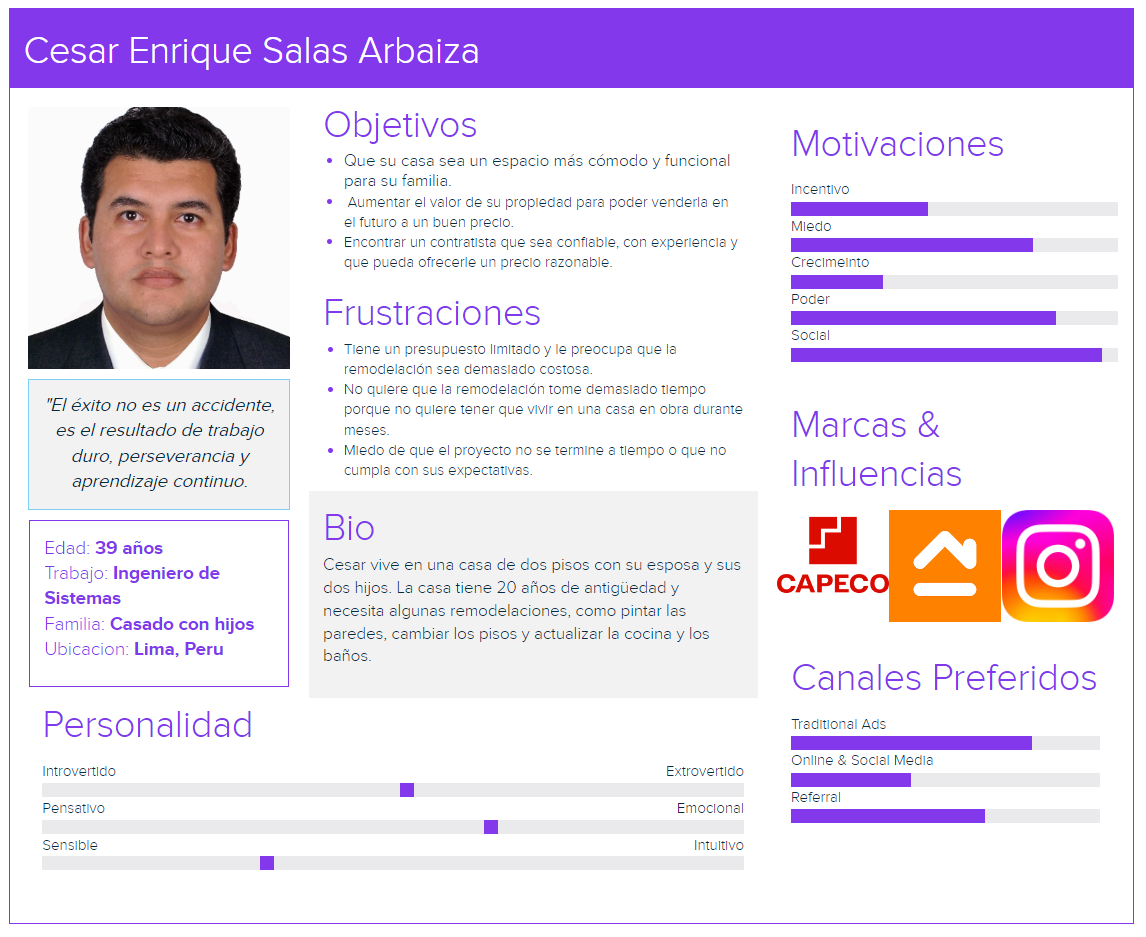 Cesar Enrique Salas Arbaiza
"El éxito no es un accidente,
es el resultado de trabajo
duro, perseverancia y
aprendizaje continuo.
Edad: 39 años
Trabajo: Ingeniero de
Sistemas
Familia: Casado con hijos
Ubicacion: Lima, Peru
Objetivos
• Que su casa sea un espacio más cómodo y funcional
para su familia.
• Aumentar el valor de su propiedad para poder venderla en
el futuro a un buen precio.
• Encontrar un contratista que sea confiable, con experiencia y
que pueda ofrecerle un precio razonable.
Frustraciones
• Tiene un presupuesto limitado y le preocupa que la
remodelación sea demasiado costosa.
• No quiere que la remodelación tome demasiado tiempo
porque no quiere tener que vivir en una casa en obra durante
meses.
• Miedo de que el proyecto no se termine a tiempo o que no
cumpla con sus expectativas.
Bio
Cesar vive en una casa de dos pisos con su esposa y sus
dos hijos. La casa tiene 20 años de antigüedad y
necesita algunas remodelaciones, como pintar las
paredes, cambiar los pisos y actualizar la cocina y los
baños.
Personalidad
Introvertido Extrovertido
Pensativo Emocional
Sensible Intuitivo
Motivaciones
Incentivo
Miedo
Crecimeinto
Poder
Social
Marcas &
Influencias
CAPECO
Canales Preferidos
Traditional Ads
Online & Social Media
Referral